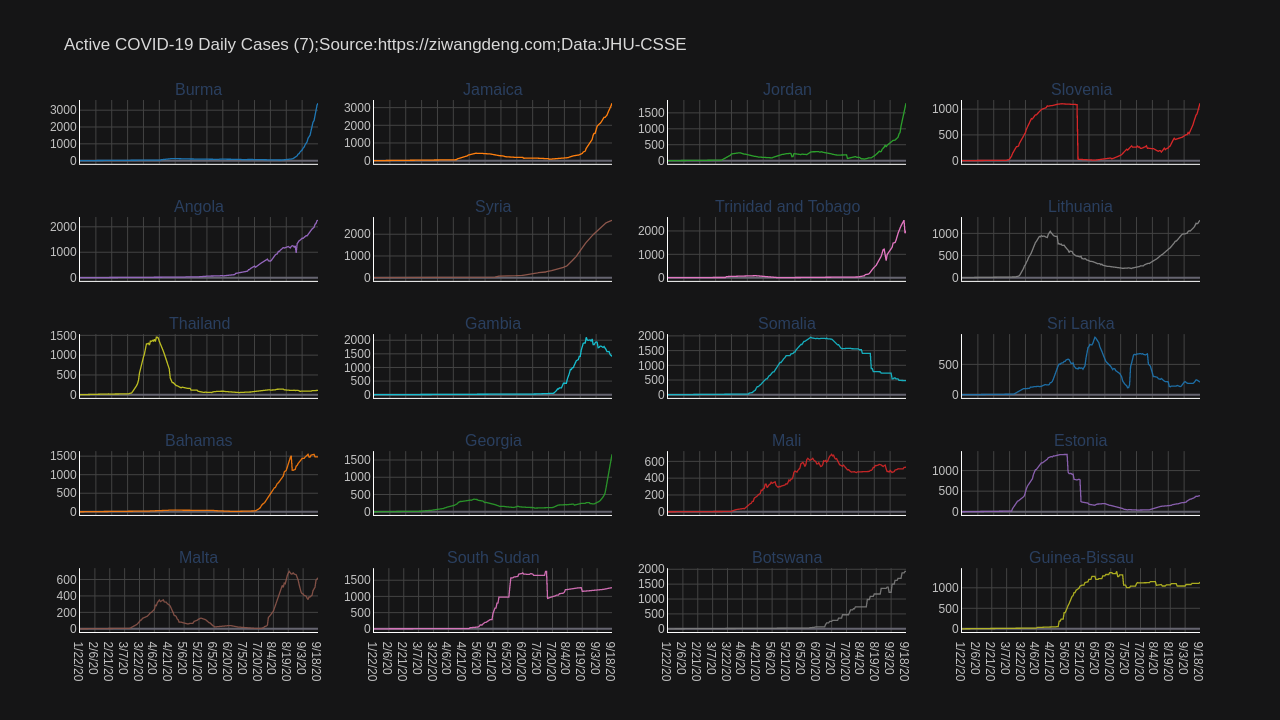 Active COVID-19 Daily Cases (7);Source:https://ziwangdeng.com;Data:JHU-CSSE
Burma
3000
2000
1000
0
Jamaica
3000
2000
1000
0
Jordan
1500
1000
500
0
Slovenia
1000
500
0
Angola
2000
1000
0
Syria
2000
1000
0
Trinidad and Tobago
2000
1000
0
Lithuania
1000
500
0
Thailand
1500
1000
500
0
Gambia
2000
1500
1000
500
0
Somalia
2000
1500
1000
500
0
Sri Lanka
500
0
Bahamas
1500
1000
500
0
Georgia
1500
1000
500
0
Mali
600
400
200
0
Estonia
1000
500
0
Malta
600
400
200
0
South Sudan
1500
1000
500
0
Botswana
2000
1500
1000
500
0
Guinea-Bissau
1000
500
0
1/22/20 2/6/20 2/21/20 3/7/20 3/22/20 4/6/20 4/21/20 5/6/20 5/21/20 6/5/20 6/20/20 7/5/20 7/20/20 8/4/20 8/19/20 9/3/20 9/18/20
1/22/20 2/6/20 2/21/20 3/7/20 3/22/20 4/6/20 4/21/20 5/6/20 5/21/20 6/5/20 6/20/20 7/5/20 7/20/20 8/4/20 8/19/20 9/3/20 9/18/20
1/22/20 2/6/20 2/21/20 3/7/20 3/22/20 4/6/20 4/21/20 5/6/20 5/21/20 6/5/20 6/20/20 7/5/20 7/20/20 8/4/20 8/19/20 9/3/20 9/18/20
1/22/20 2/6/20 2/21/20 3/7/20 3/22/20 4/6/20 4/21/20 5/6/20 5/21/20 6/5/20 6/20/20 7/5/20 7/20/20 8/4/20 8/19/20 9/3/20 9/18/20